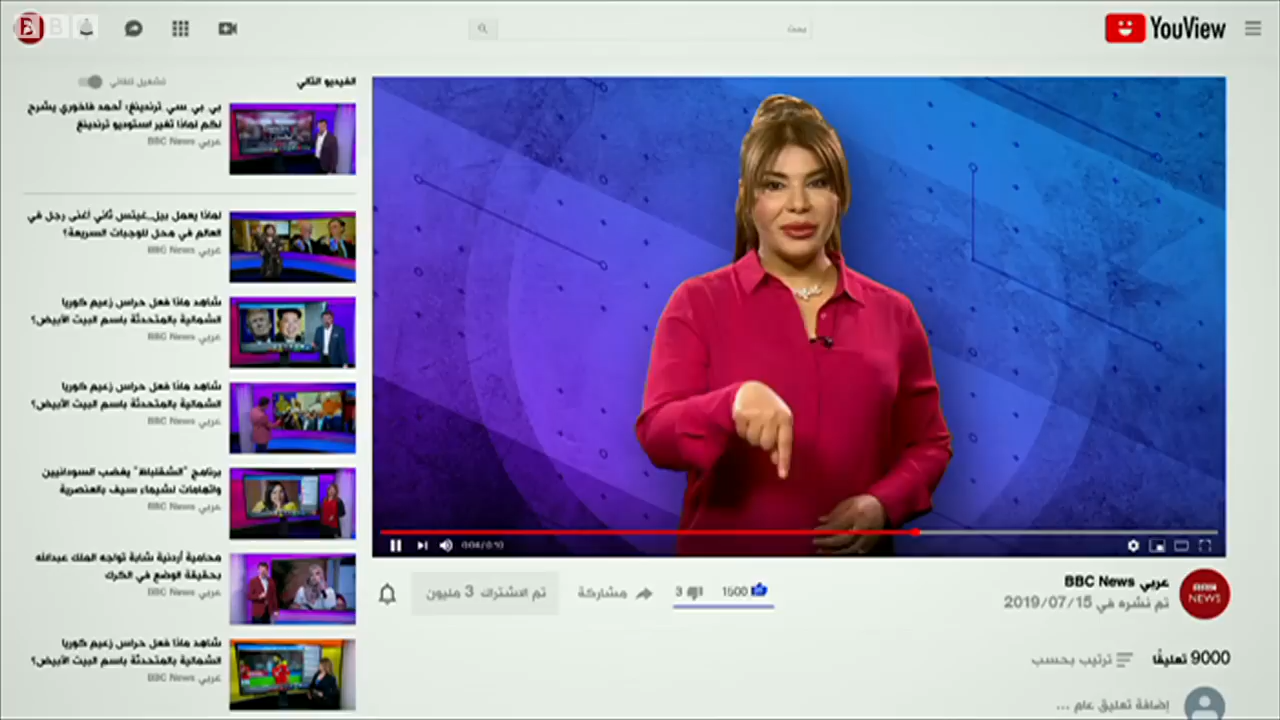 YouView
بحث
الفيديو التالي
تشغيل تلقائي
بي بي سي ترندينغ: أحمد فاخوري يشرح
لكم لماذا تغير استوديو ترندينغ
عربي BBC News
لماذا يعمل بيل غيتس ثاني أغنى رجل في
العالم في محل للوجبات السريعة؟
عربي BBC News
شاهد ماذا فعل حراس زعيم كوريا
الشمالية بالمتحدثة باسم البيت الأبيض؟
عربي BBC News
شاهد ماذا فعل حراس زعيم كوريا
الشمالية بالمتحدثة باسم البيت الأبيض؟
عربي BBC News
برنامج "الشقلباظ" يغضب السودانيين
واتهامات لشيماء سيف بالعنصرية
عربي BBC News
محامية أردنية شابة تواجه الملك عبدالله
بحقيقة الوضع في الكرك
عربي BBC News
شاهد ماذا فعل حراس زعيم كوريا
الشمالية بالمتحدثة باسم البيت الأبيض؟
عربي BBC News
عربي BBC News
تم نشره في 2019/07/15
BBC
NEWS
1500
3
مشاركة
تم الاشتراك 3 مليون
9000 تعليقًا
ترتيب بحسب
إضافة تعليق عام ...